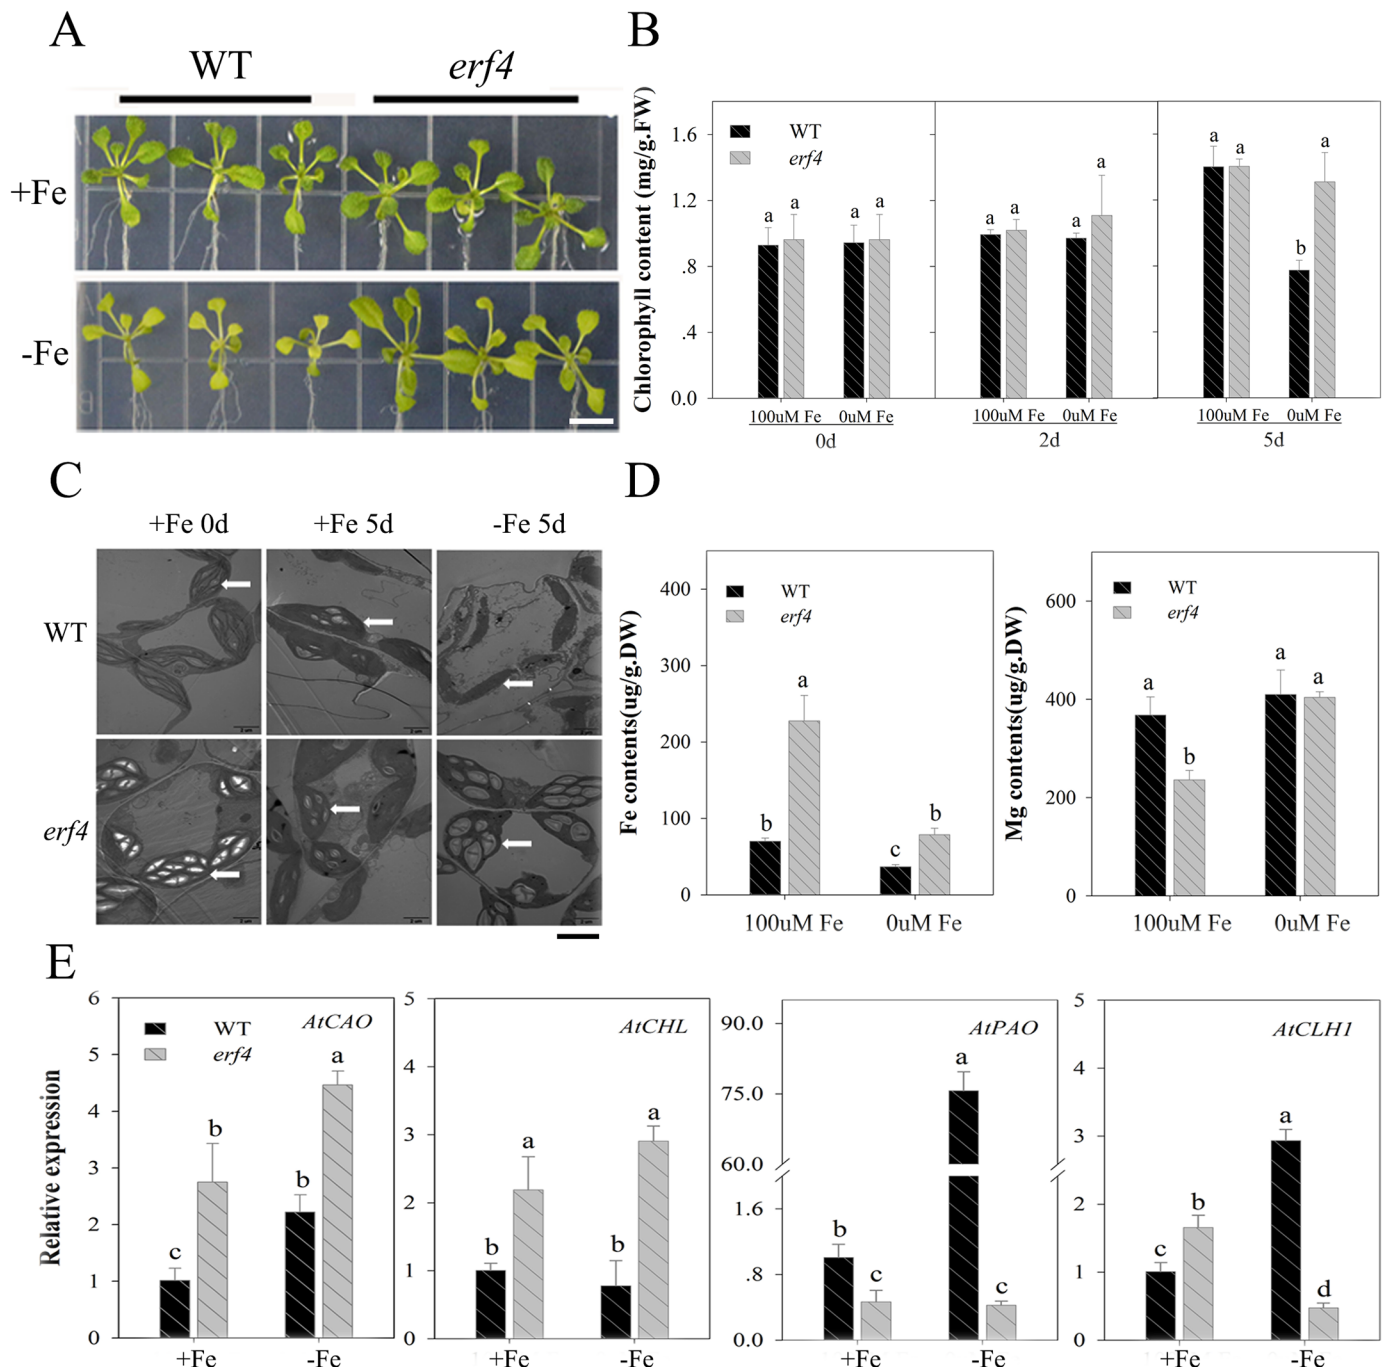 A
WT erf4
+Fe
-Fe
B
Chlorophyll content (mg/g.FW)
1.6
1.2
.8
.4
0.0
WT
erf4
a a a a
a a a a
a a b a
100uM Fe 0uM Fe 100uM Fe 0uM Fe 100uM Fe 0uM Fe
0d 2d 5d
C
+Fe 0d +Fe 5d -Fe 5d
WT
erf4
D
Fe contents(ug/g.DW)
400
300
200
100
0
WT
erf4
b a c b
100uM Fe 0uM Fe
Mg contents(ug/g.DW)
600
400
200
0
WT
erf4
a b a a
100uM Fe 0uM Fe
E
Relative expression
6
5
4
3
2
1
0
WT
erf4
AtCAO
c b b a
+Fe -Fe
5
4
3
2
1
0
AtCHL
b a b a
+Fe -Fe
90.0
75.0
60.0
1.6
.8
0.0
AtPAO
b c a c
+Fe -Fe
5
4
3
2
1
0
AtCLH1
c b a d
+Fe -Fe